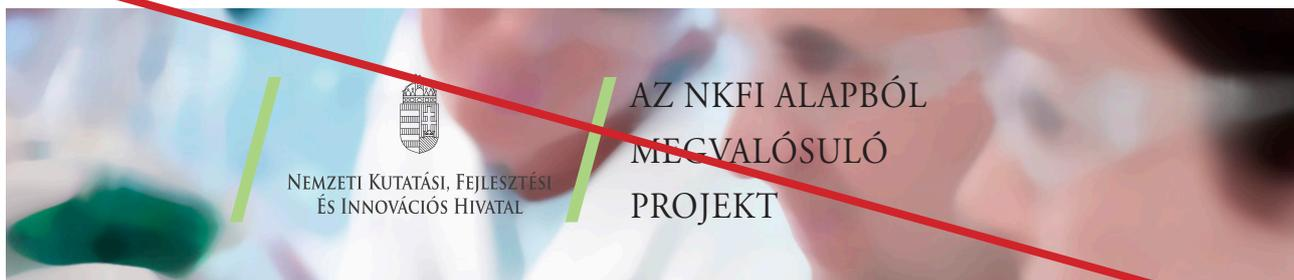 NEMZETI KUTATÁSI, FEJLESZTÉSI
ÉS INNOVÁCIÓS HIVATAL
AZ NKFI ALAPBÓL
MEGVALÓSULÓ
PROJEKT